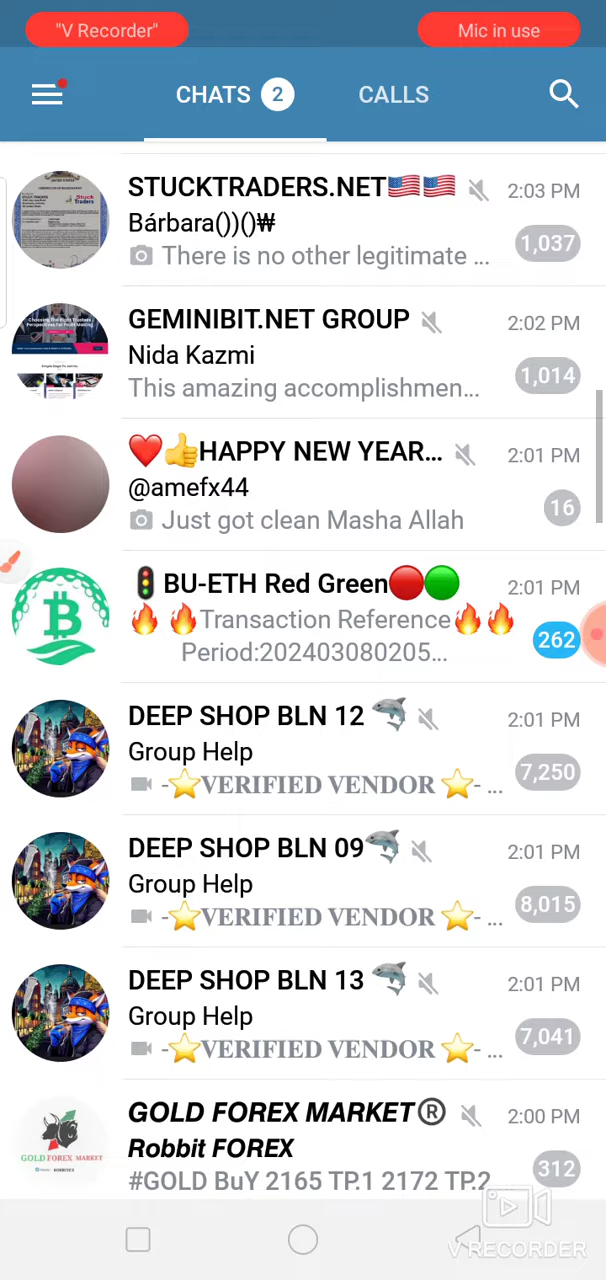 "V Recorder"
Mic in use
CHATS 2
CALLS
STUCKTRADERS.NET🇺🇸🇺🇸 2:03 PM
Bárbara())()₩
There is no other legitimate ... 1,037
GEMINIBIT.NET GROUP 2:02 PM
Nida Kazmi
This amazing accomplishmen... 1,014
❤️👍HAPPY NEW YEAR... 2:01 PM
@amefx44
Just got clean Masha Allah 16
🚦BU-ETH Red Green🔴🟢 2:01 PM
🔥 🔥Transaction Reference🔥🔥
Period:202403080205... 262
DEEP SHOP BLN 12 🐬 2:01 PM
Group Help
-⭐𝐕𝐄𝐑𝐈𝐅𝐈𝐄𝐃 𝐕𝐄𝐍𝐃𝐎𝐑 ⭐- ... 7,250
DEEP SHOP BLN 09🐬 2:01 PM
Group Help
-⭐𝐕𝐄𝐑𝐈𝐅𝐈𝐄𝐃 𝐕𝐄𝐍𝐃𝐎𝐑 ⭐- ... 8,015
DEEP SHOP BLN 13 🐬 2:01 PM
Group Help
-⭐𝐕𝐄𝐑𝐈𝐅𝐈𝐄𝐃 𝐕𝐄𝐍𝐃𝐎𝐑 ⭐- ... 7,041
GOLD FOREX MARKET® 2:00 PM
Robbit FOREX
#GOLD BuY 2165 TP.1 2172 TP.2 312
GOLD FOREX MARKET
V RECORDER